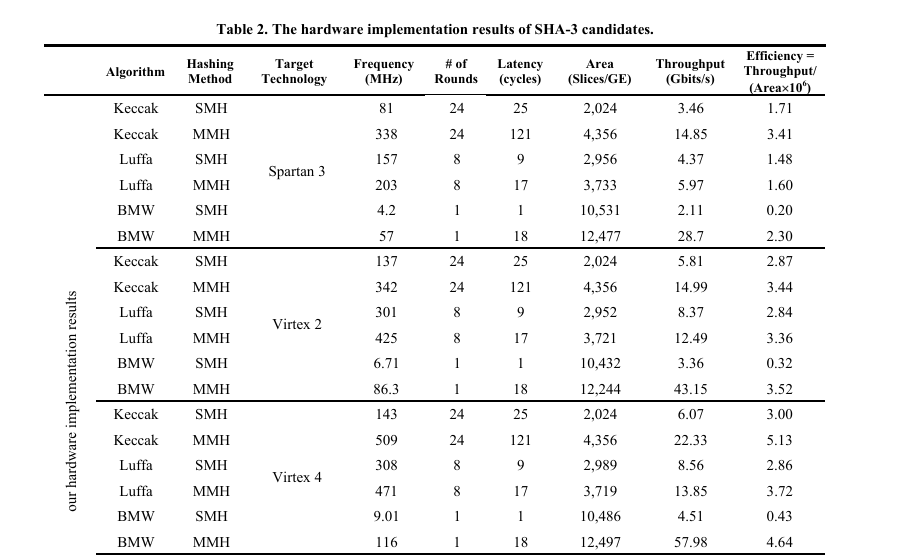 Table 2. The hardware implementation results of SHA-3 candidates.
Algorithm Hashing Method Target Technology Frequency (MHz) # of Rounds Latency (cycles) Area (Slices/GE) Throughput (Gbits/s) Efficiency = Throughput/ (Area×10⁶)
our hardware implementation results
Keccak SMH 81 24 25 2,024 3.46 1.71
Keccak MMH 338 24 121 4,356 14.85 3.41
Luffa SMH 157 8 9 2,956 4.37 1.48
Spartan 3
Luffa MMH 203 8 17 3,733 5.97 1.60
BMW SMH 4.2 1 1 10,531 2.11 0.20
BMW MMH 57 1 18 12,477 28.7 2.30
Keccak SMH 137 24 25 2,024 5.81 2.87
Keccak MMH 342 24 121 4,356 14.99 3.44
Luffa SMH 301 8 9 2,952 8.37 2.84
Virtex 2
Luffa MMH 425 8 17 3,721 12.49 3.36
BMW SMH 6.71 1 1 10,432 3.36 0.32
BMW MMH 86.3 1 18 12,244 43.15 3.52
Keccak SMH 143 24 25 2,024 6.07 3.00
Keccak MMH 509 24 121 4,356 22.33 5.13
Luffa SMH 308 8 9 2,989 8.56 2.86
Virtex 4
Luffa MMH 471 8 17 3,719 13.85 3.72
BMW SMH 9.01 1 1 10,486 4.51 0.43
BMW MMH 116 1 18 12,497 57.98 4.64